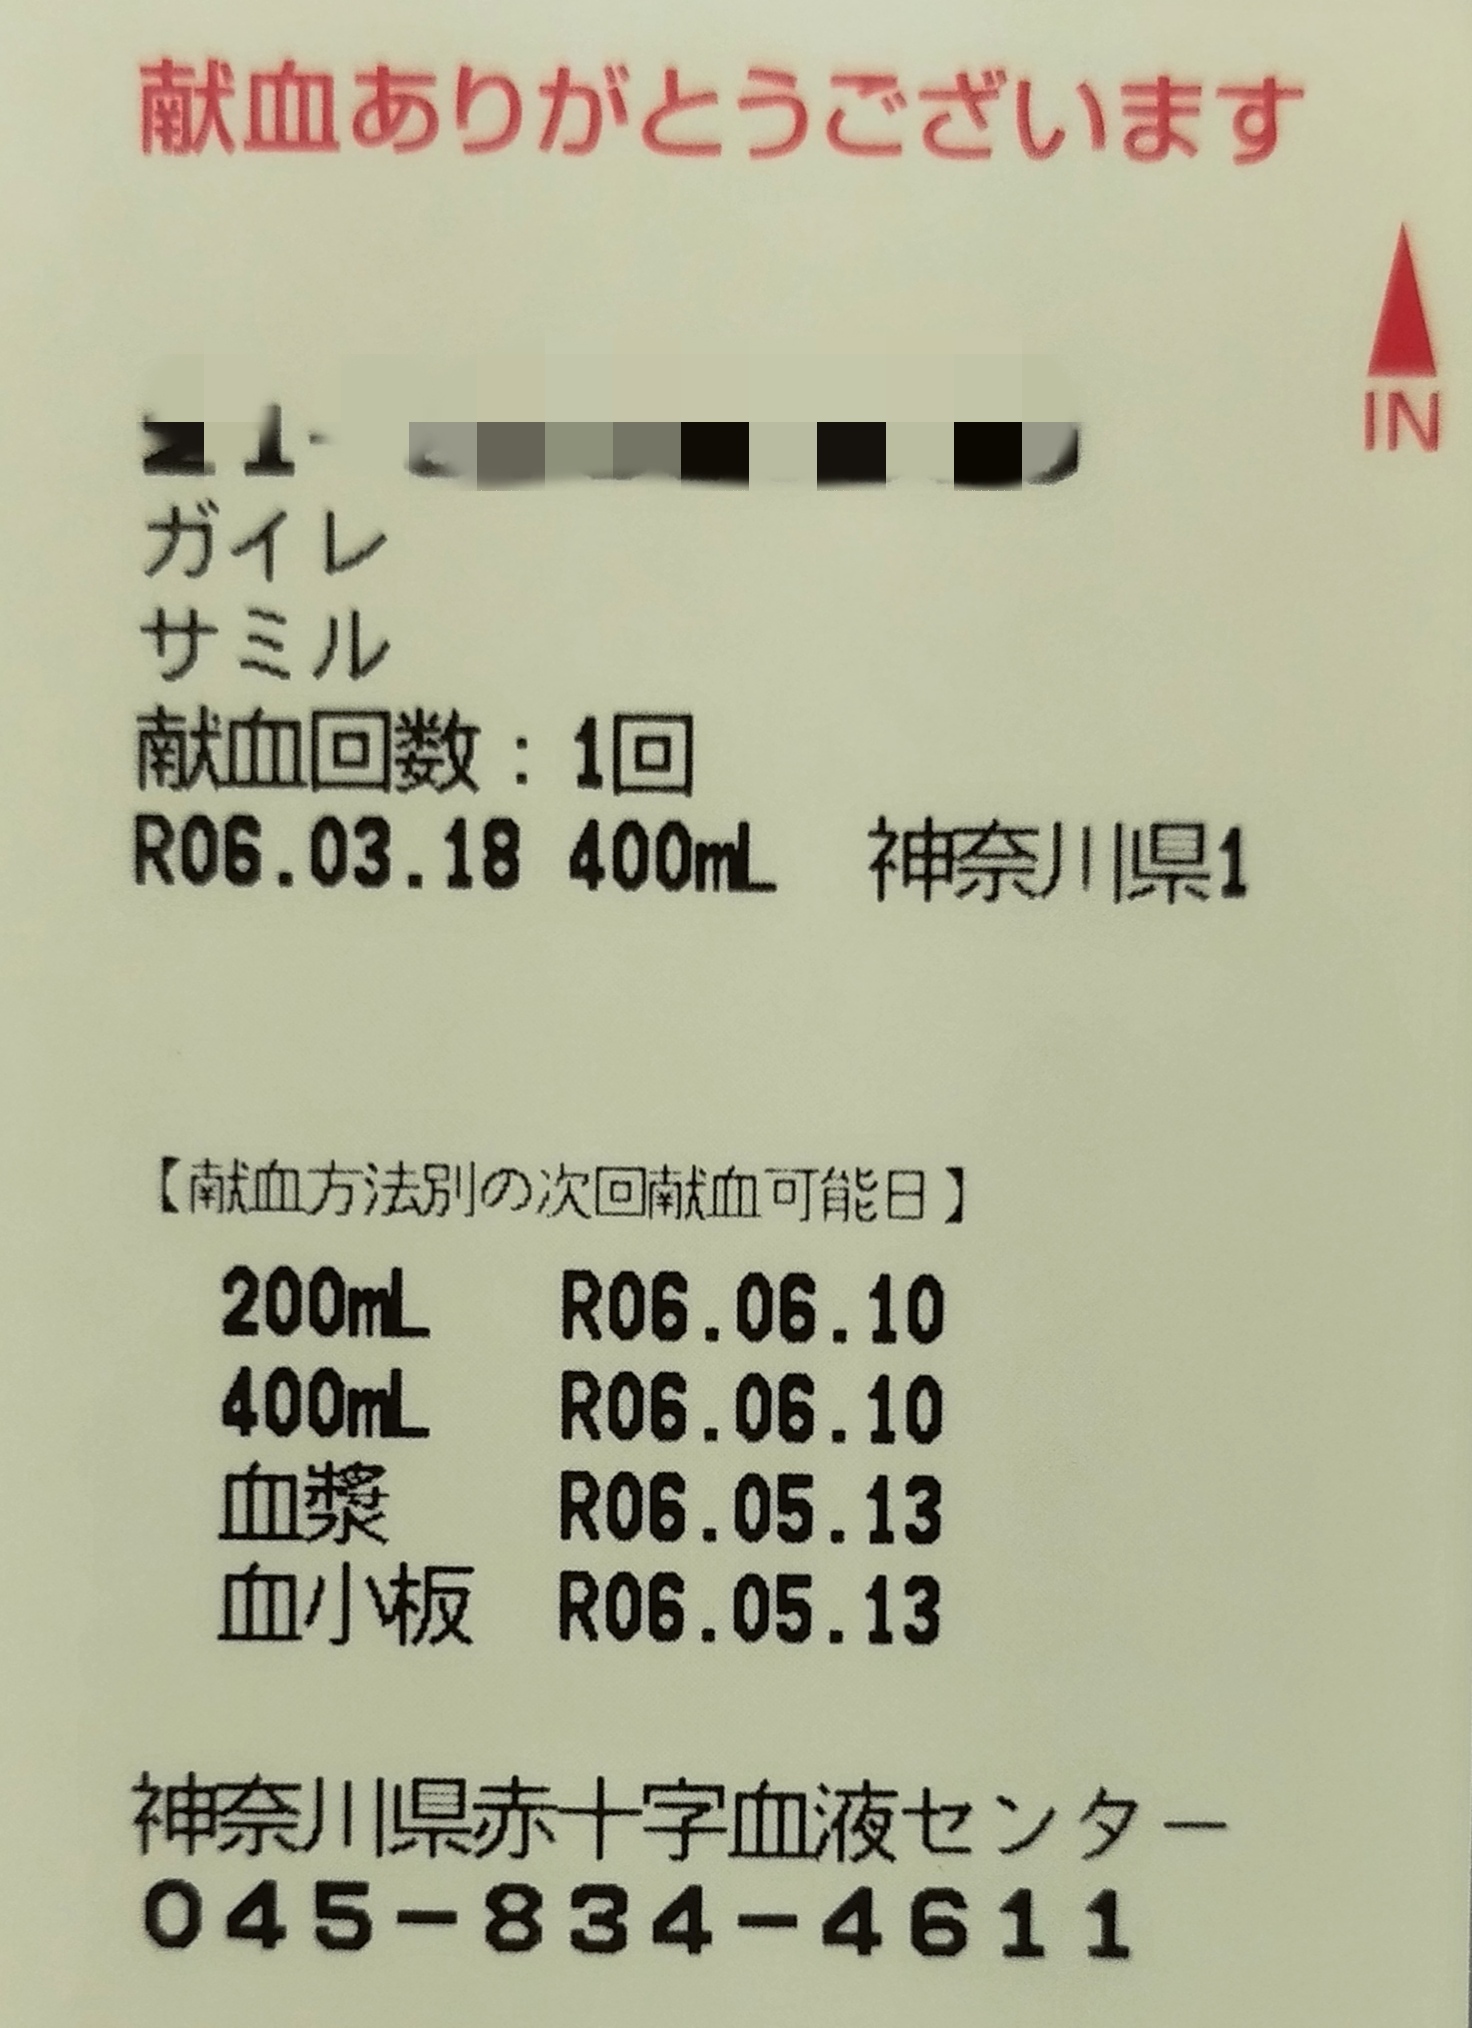 献血ありがとうございます
IN
21-
ガイレ
サミル
献血回数：1回
R06.03.18 400mL 神奈川県1
【献血方法別の次回献血可能日】
200mL R06.06.10
400mL R06.06.10
血漿 R06.05.13
血小板 R06.05.13
神奈川県赤十字血液センター
045-834-4611